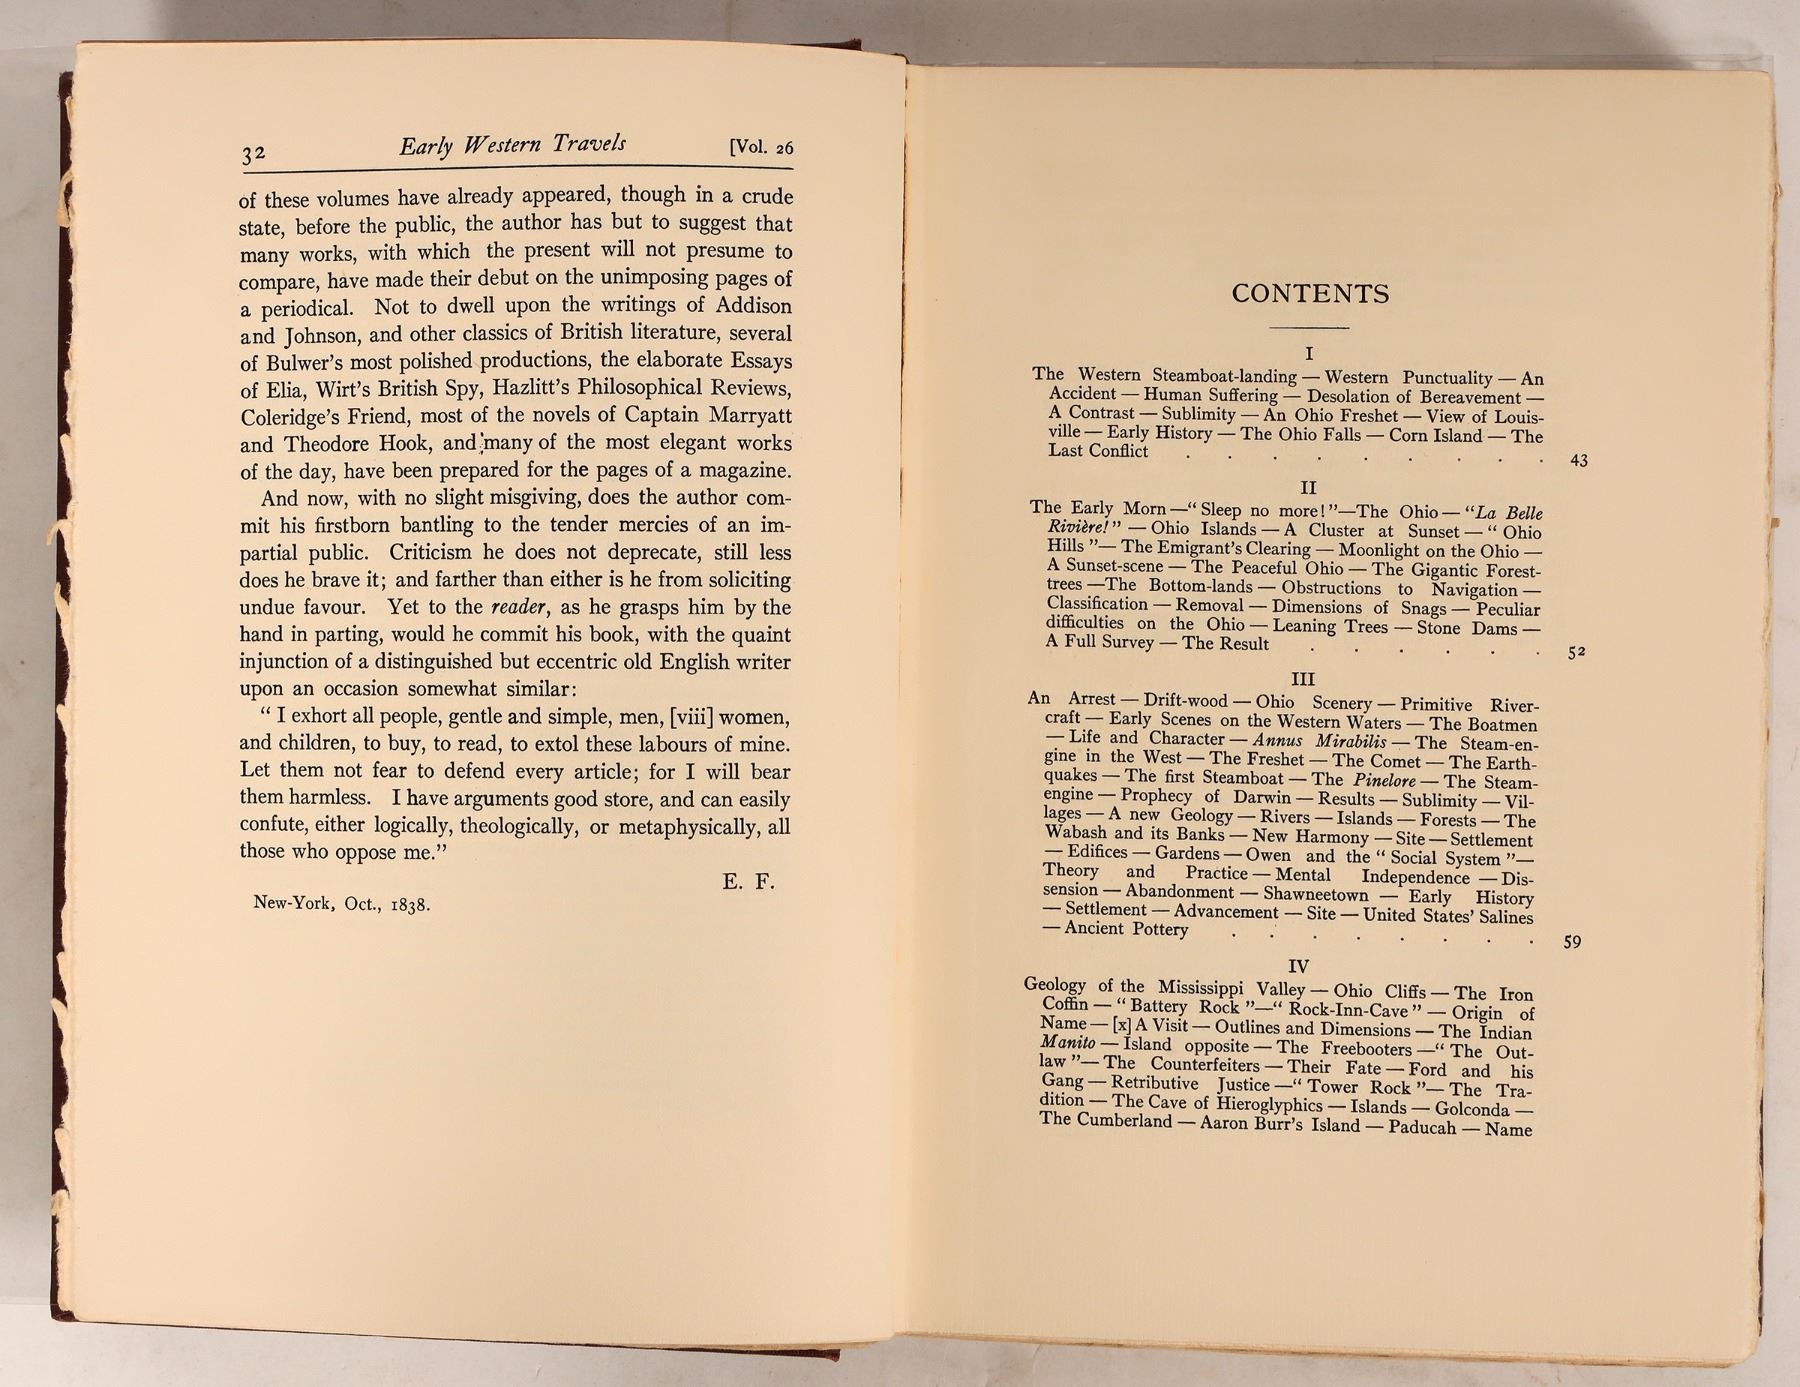 32 Early Western Travels [Vol. 26
of these volumes have already appeared, though in a crude
state, before the public, the author has but to suggest that
many works, with which the present will not presume to
compare, have made their debut on the unimposing pages of
a periodical. Not to dwell upon the writings of Addison
and Johnson, and other classics of British literature, several
of Bulwer's most polished productions, the elaborate Essays
of Elia, Wirt's British Spy, Hazlitt's Philosophical Reviews,
Coleridge's Friend, most of the novels of Captain Marryatt
and Theodore Hook, and many of the most elegant works
of the day, have been prepared for the pages of a magazine.
And now, with no slight misgiving, does the author com-
mit his firstborn bantling to the tender mercies of an im-
partial public. Criticism he does not deprecate, still less
does he brave it; and farther than either is he from soliciting
undue favour. Yet to the reader, as he grasps him by the
hand in parting, would he commit his book, with the quaint
injunction of a distinguished but eccentric old English writer
upon an occasion somewhat similar:
“ I exhort all people, gentle and simple, men, [viii] women,
and children, to buy, to read, to extol these labours of mine.
Let them not fear to defend every article; for I will bear
them harmless. I have arguments good store, and can easily
confute, either logically, theologically, or metaphysically, all
those who oppose me.”
E. F.
New-York, Oct., 1838.
CONTENTS
I
The Western Steamboat-landing — Western Punctuality — An
Accident — Human Suffering — Desolation of Bereavement —
A Contrast — Sublimity — An Ohio Freshet — View of Louis-
ville — Early History — The Ohio Falls — Corn Island — The
Last Conflict . . . . . . . . . 43
II
The Early Morn —“ Sleep no more! ”—The Ohio — “La Belle
Rivière! ” — Ohio Islands — A Cluster at Sunset — “ Ohio
Hills ”— The Emigrant's Clearing — Moonlight on the Ohio —
A Sunset-scene — The Peaceful Ohio — The Gigantic Forest-
trees —The Bottom-lands — Obstructions to Navigation —
Classification — Removal — Dimensions of Snags — Peculiar
difficulties on the Ohio — Leaning Trees — Stone Dams —
A Full Survey — The Result . . . . . . 52
III
An Arrest — Drift-wood — Ohio Scenery — Primitive River-
craft — Early Scenes on the Western Waters — The Boatmen
— Life and Character — Annus Mirabilis — The Steam-en-
gine in the West — The Freshet — The Comet — The Earth-
quakes — The first Steamboat — The Pinelore — The Steam-
engine — Prophecy of Darwin — Results — Sublimity — Vil-
lages — A new Geology — Rivers — Islands — Forests — The
Wabash and its Banks — New Harmony — Site — Settlement
— Edifices — Gardens — Owen and the “ Social System ”—
Theory and Practice — Mental Independence — Dis-
sension — Abandonment — Shawneetown — Early History
— Settlement — Advancement — Site — United States' Salines
— Ancient Pottery . . . . . . . . 59
IV
Geology of the Mississippi Valley — Ohio Cliffs — The Iron
Coffin — “ Battery Rock ”—“ Rock-Inn-Cave ” — Origin of
Name — [x] A Visit — Outlines and Dimensions — The Indian
Manito — Island opposite — The Freebooters —“ The Out-
law ”— The Counterfeiters — Their Fate — Ford and his
Gang — Retributive Justice —“ Tower Rock ”— The Tra-
dition — The Cave of Hieroglyphics — Islands — Golconda —
The Cumberland — Aaron Burr's Island — Paducah — Name